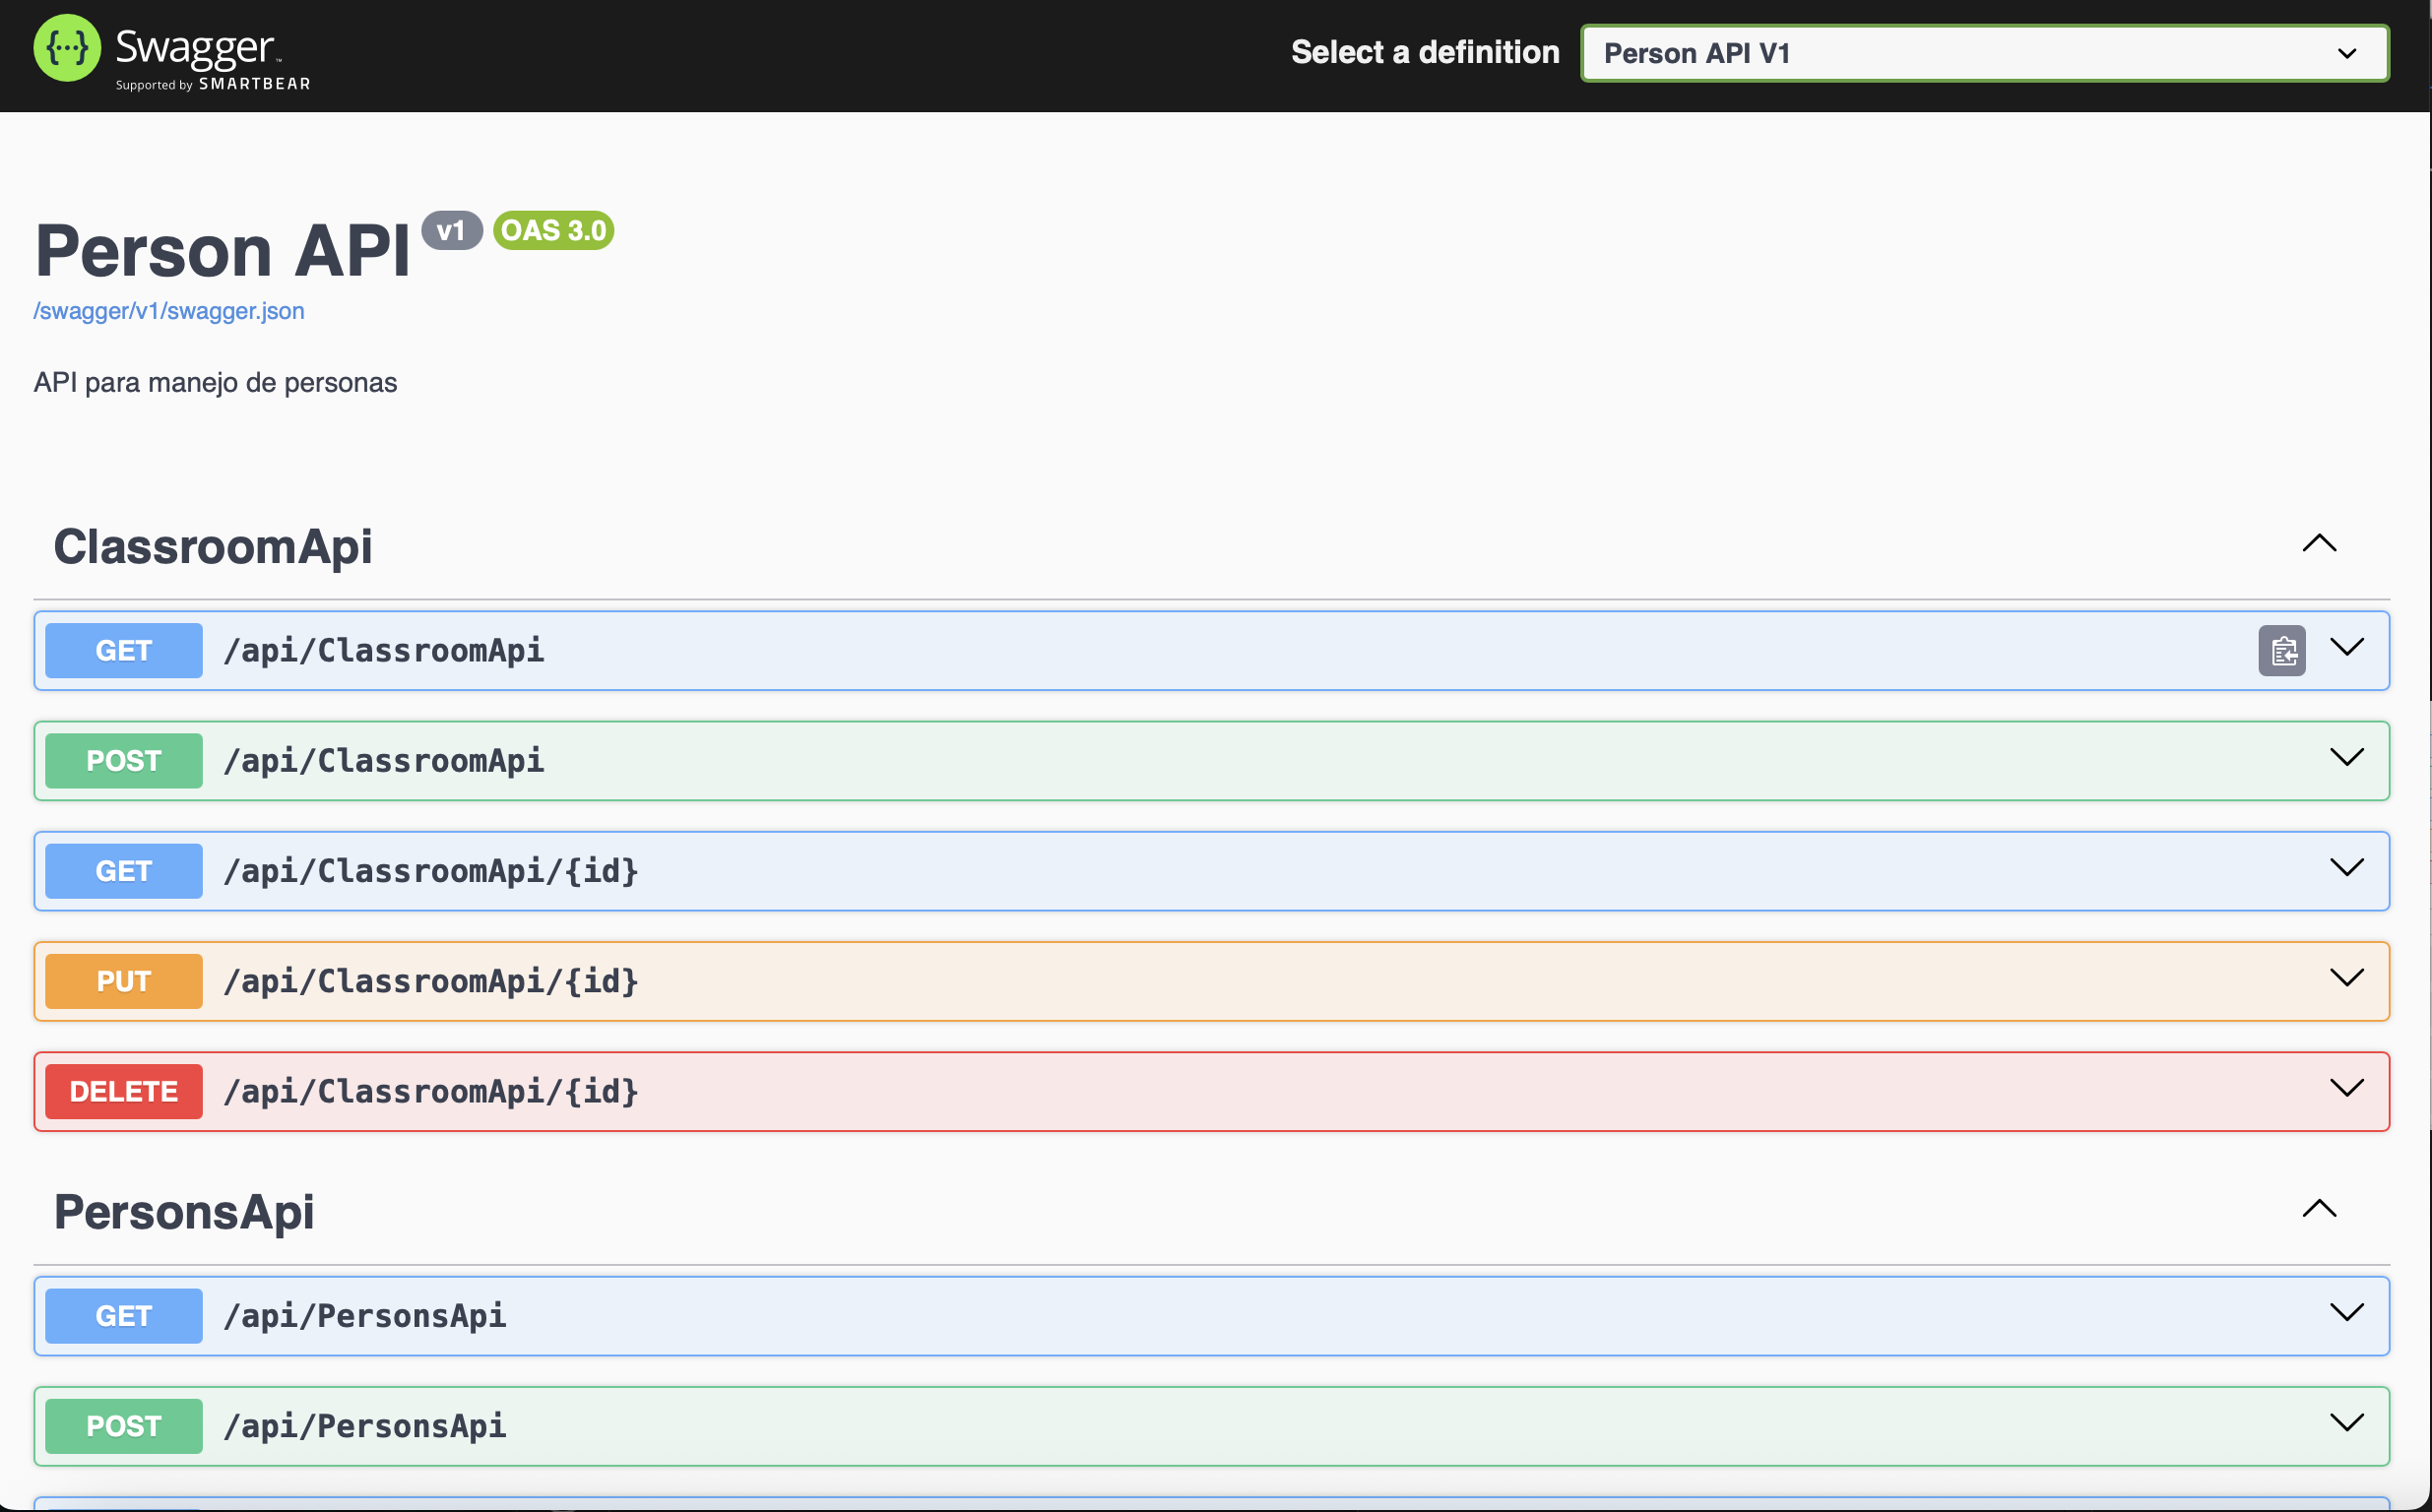 Swagger™
Supported by SMARTBEAR
Select a definition
Person API V1
Person API v1 OAS 3.0
/swagger/v1/swagger.json
API para manejo de personas
ClassroomApi
GET /api/ClassroomApi
POST /api/ClassroomApi
GET /api/ClassroomApi/{id}
PUT /api/ClassroomApi/{id}
DELETE /api/ClassroomApi/{id}
PersonsApi
GET /api/PersonsApi
POST /api/PersonsApi